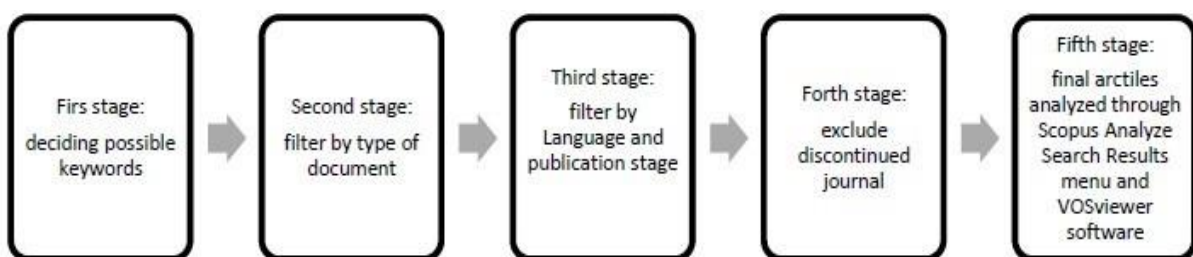 Firs stage:
deciding possible
keywords
Second stage:
filter by type of
document
Third stage:
filter by
Language and
publication stage
Forth stage:
exclude
discontinued
journal
Fifth stage:
final arctiles
analyzed through
Scopus Analyze
Search Results
menu and
VOSviewer
software